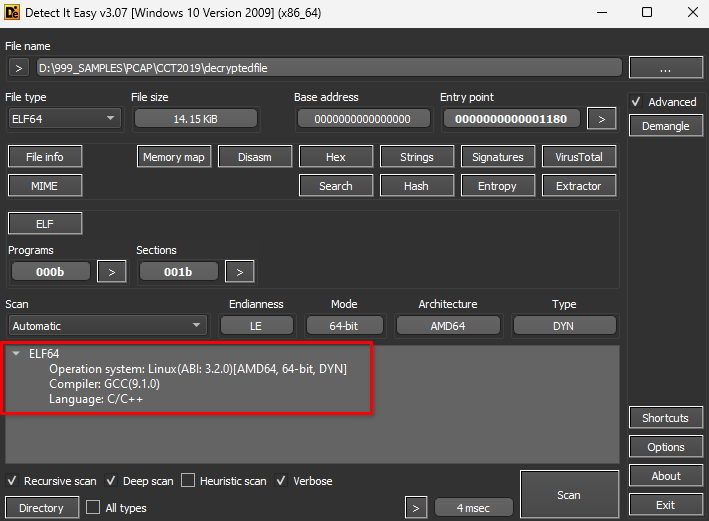 Detect It Easy v3.07 [Windows 10 Version 2009] (x86_64)
File name
> D:\999_SAMPLES\PCAP\CCT2019\decryptedfile ...
File type File size Base address Entry point Advanced
ELF64 14.15 KiB 0000000000000000 0000000000001180 > Demangle
File info Memory map Disasm Hex Strings Signatures VirusTotal
MIME Search Hash Entropy Extractor
ELF
Programs Sections
000b > 001b >
Scan Endianness Mode Architecture Type
Automatic LE 64-bit AMD64 DYN
ELF64
Operation system: Linux(ABI: 3.2.0)[AMD64, 64-bit, DYN]
Compiler: GCC(9.1.0)
Language: C/C++
Shortcuts
Options
Recursive scan Deep scan Heuristic scan Verbose About
Directory All types > 4 msec Scan Exit